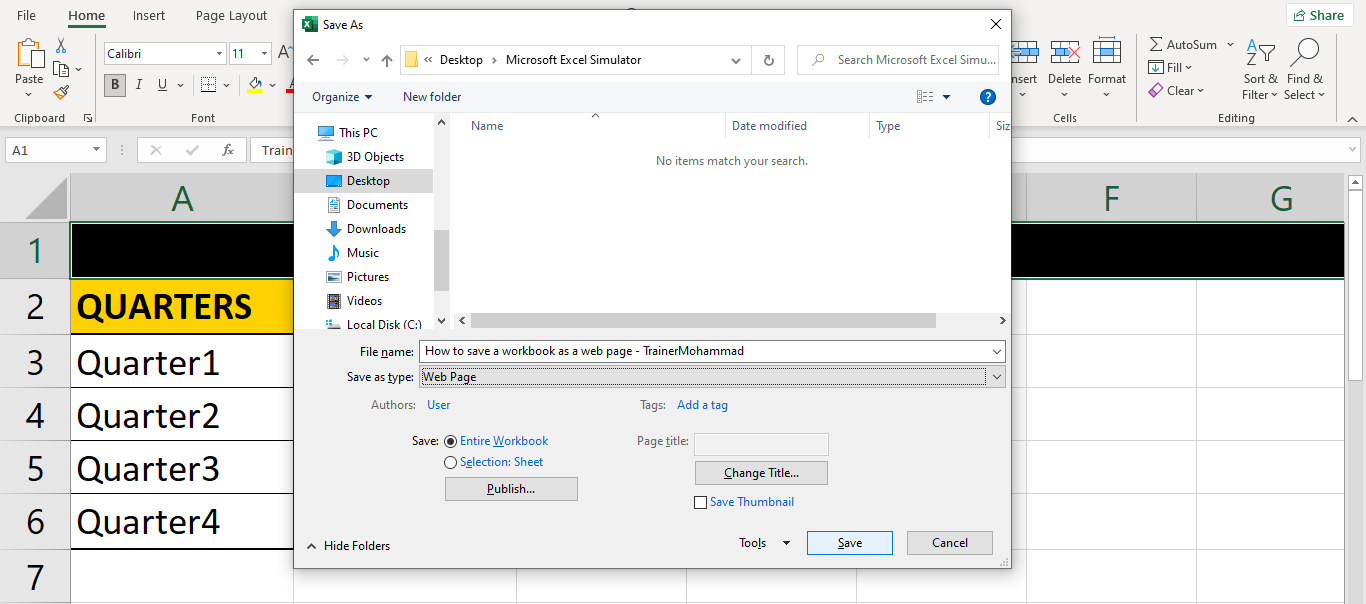 File Home Insert Page Layout Share
Save As
Desktop Microsoft Excel Simulator Search Microsoft Excel Simu...
Organize New folder
Paste Calibri 11 B I U Delete Format AutoSum Fill Clear Sort & Filter Find & Select
Clipboard Font Cells Editing
A1 fx Train
Name Date modified Type
No items match your search.
This PC
3D Objects
Desktop
Documents
Downloads
Music
Pictures
Videos
Local Disk (C:)
A F G
1
2 QUARTERS
3 Quarter1
4 Quarter2
5 Quarter3
6 Quarter4
7
File name: How to save a workbook as a web page - TrainerMohammad
Save as type: Web Page
Authors: User Tags: Add a tag
Save: Entire Workbook Page title:
Selection: Sheet Change Title...
Publish... Save Thumbnail
Hide Folders Tools Save Cancel